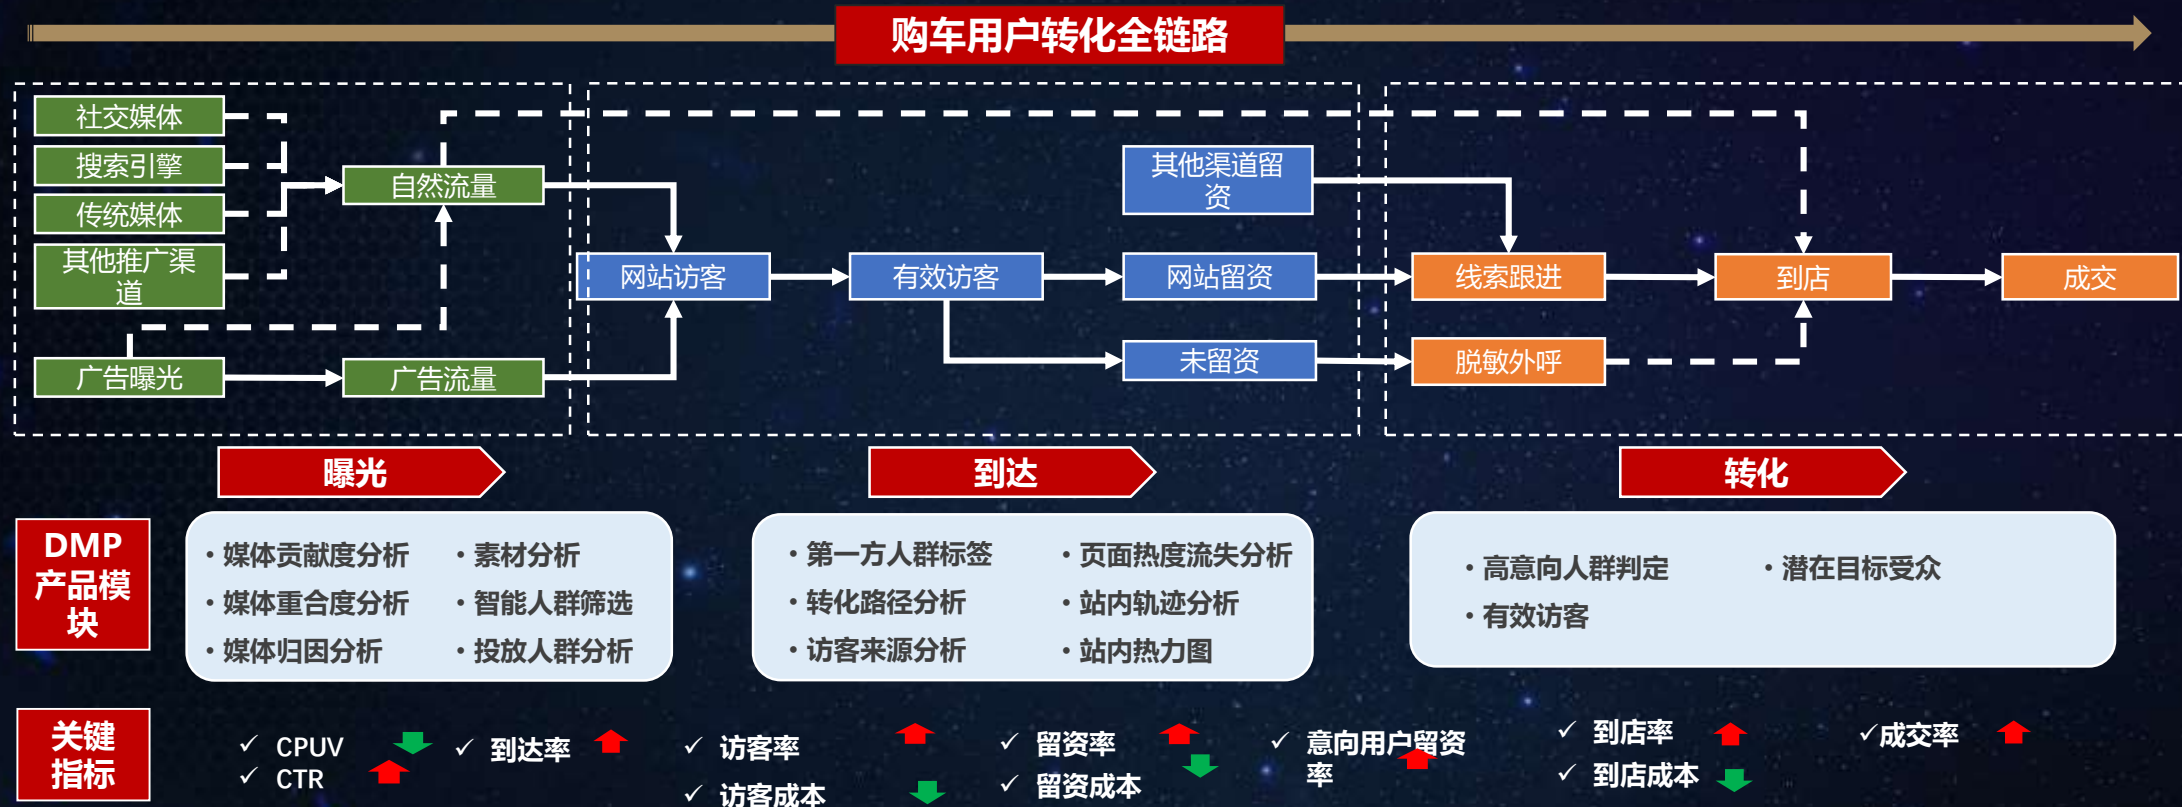 购车用户转化全链路
社交媒体
搜索引擎
传统媒体
其他推广渠
道
广告曝光
自然流量
广告流量
网站访客
有效访客
其他渠道留
资
网站留资
未留资
线索跟进
脱敏外呼
到店
成交
曝光
到达
转化
DMP
产品模
块
・媒体贡献度分析
・媒体重合度分析
・媒体归因分析
・素材分析
・智能人群筛选
・投放人群分析
・第一方人群标签
・转化路径分析
・访客来源分析
・页面热度流失分析
・站内轨迹分析
・站内热力图
・高意向人群判定
・有效访客
・潜在目标受众
关键
指标
✓ CPUV
✓ CTR
✓ 到达率
✓ 访客率
✓ 访客成本
✓ 留资率
✓ 留资成本
✓ 意向用户留资
率
✓ 到店率
✓ 到店成本
✓成交率